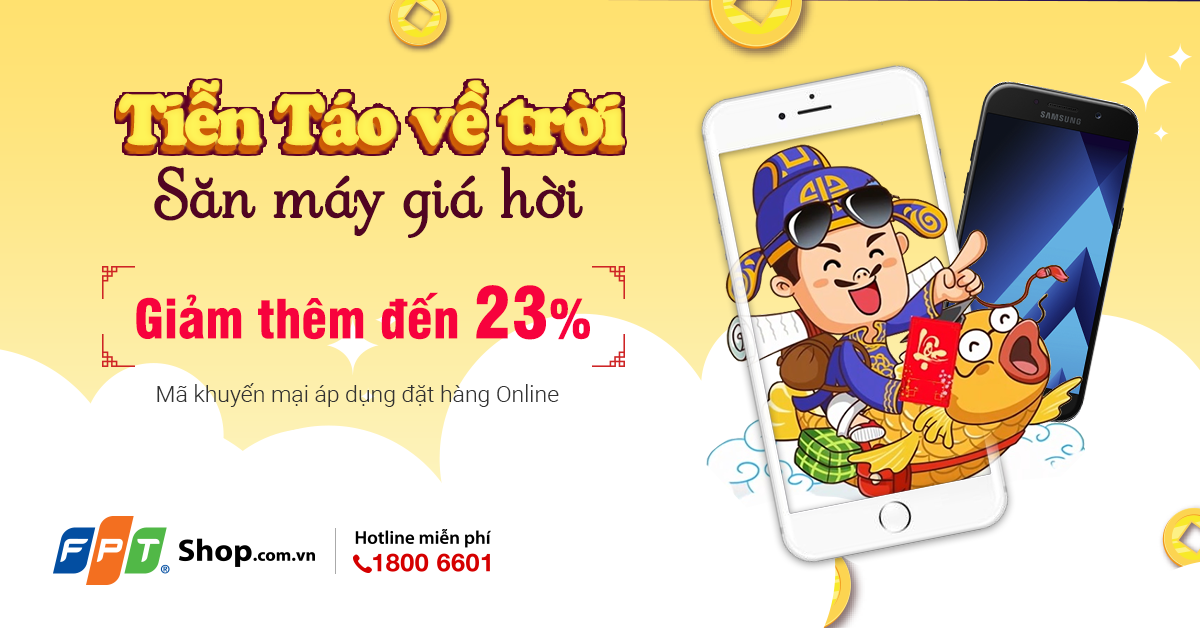 Tiễn Táo về trời
Săn máy giá hời
Giảm thêm đến 23%
Mã khuyến mại áp dụng đặt hàng Online
FPT® Shop.com.vn
Hotline miễn phí
1800 6601
SAMSUNG